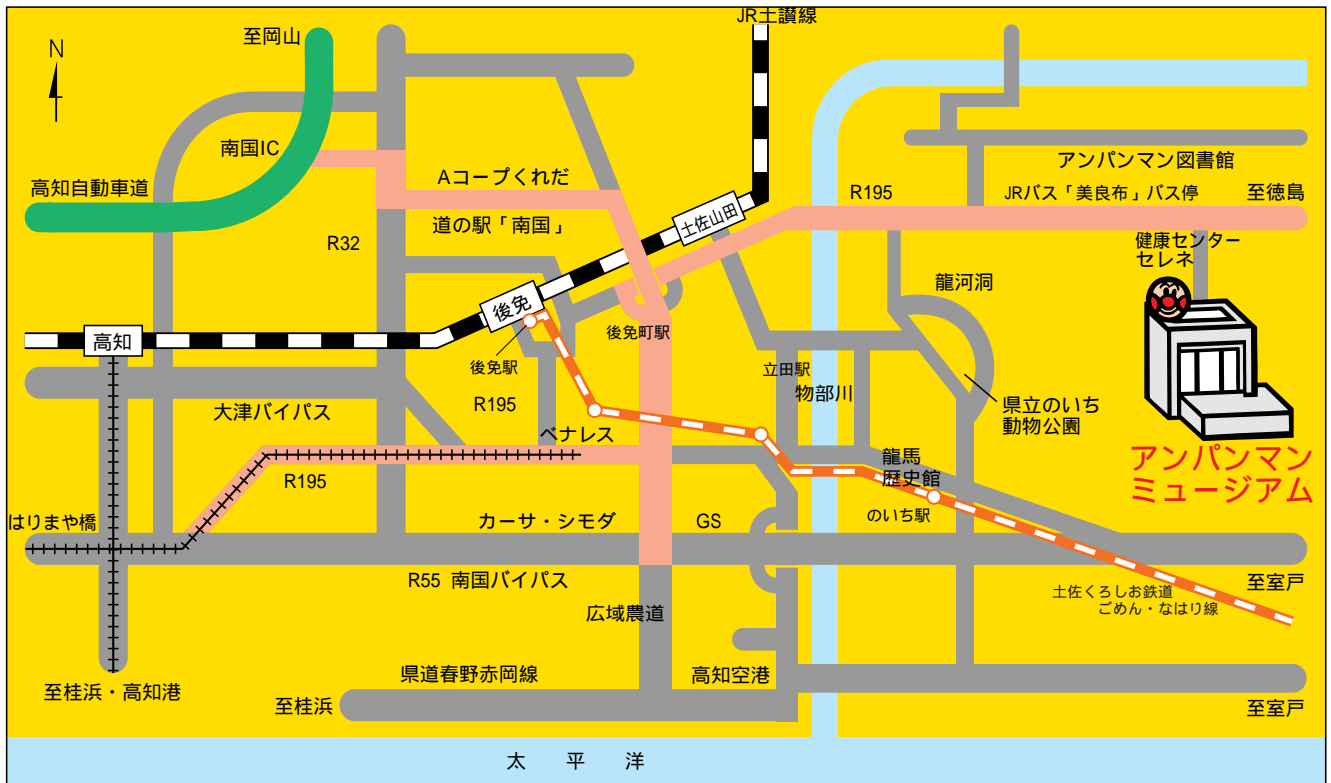 JR土讃線
至岡山
N
南国IC
アンパンマン図書館
高知自動車道
Aコープくれだ
R195
JRバス「美良布」バス停
至徳島
道の駅「南国」
土佐山田
R32
健康センター
セレネ
龍河洞
後免
高知
後免町駅
後免駅
立田駅
物部川
大津バイパス
R195
県立のいち
動物公園
ベナレス
龍馬
歴史館
アンパンマン
ミュージアム
R195
のいち駅
はりまや橋
カーサ・シモダ
GS
R55 南国バイパス
至室戸
土佐くろしお鉄道
ごめん・なはり線
広域農道
県道春野赤岡線
高知空港
至桂浜・高知港
至桂浜
至室戸
太平洋